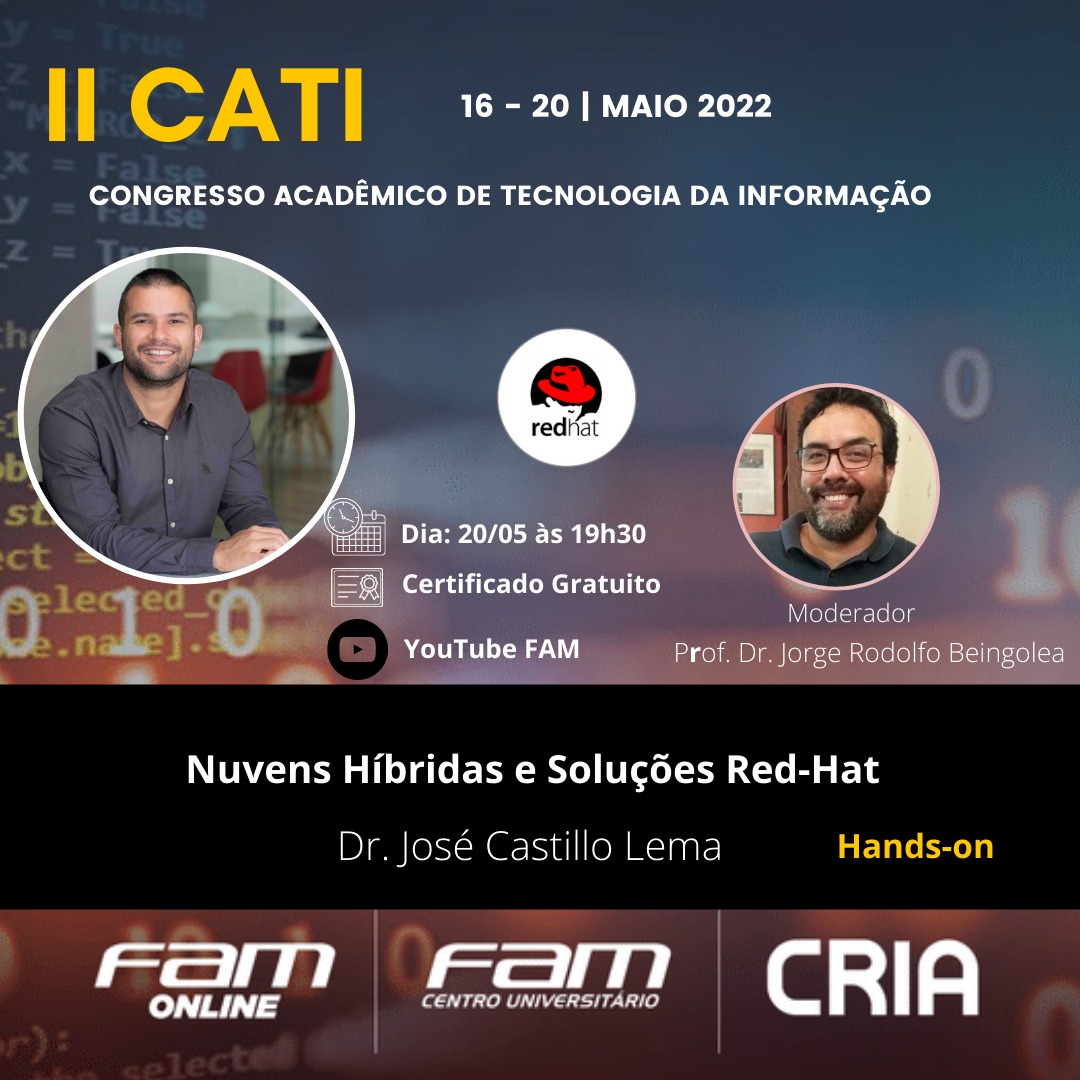 II CATI
16 - 20 | MAIO 2022
CONGRESSO ACADÊMICO DE TECNOLOGIA DA INFORMAÇÃO
redhat
Dia: 20/05 às 19h30
Certificado Gratuito
YouTube FAM
Moderador
Prof. Dr. Jorge Rodolfo Beingolea
Nuvens Híbridas e Soluções Red-Hat
Dr. José Castillo Lema
Hands-on
fam
ONLINE
fam
CENTRO UNIVERSITÁRIO
CRIA